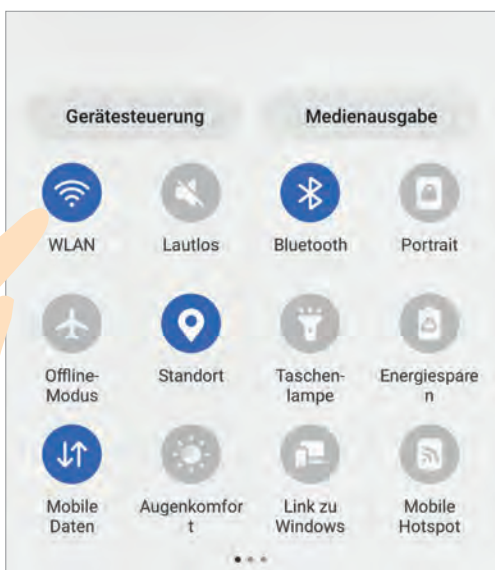 Gerätesteuerung Medienausgabe
WLAN Lautlos Bluetooth Portrait
Offline- Standort Taschen- Energiespare
Modus lampe n
Mobile Augenkomfor Link zu Mobile
Daten t Windows Hotspot